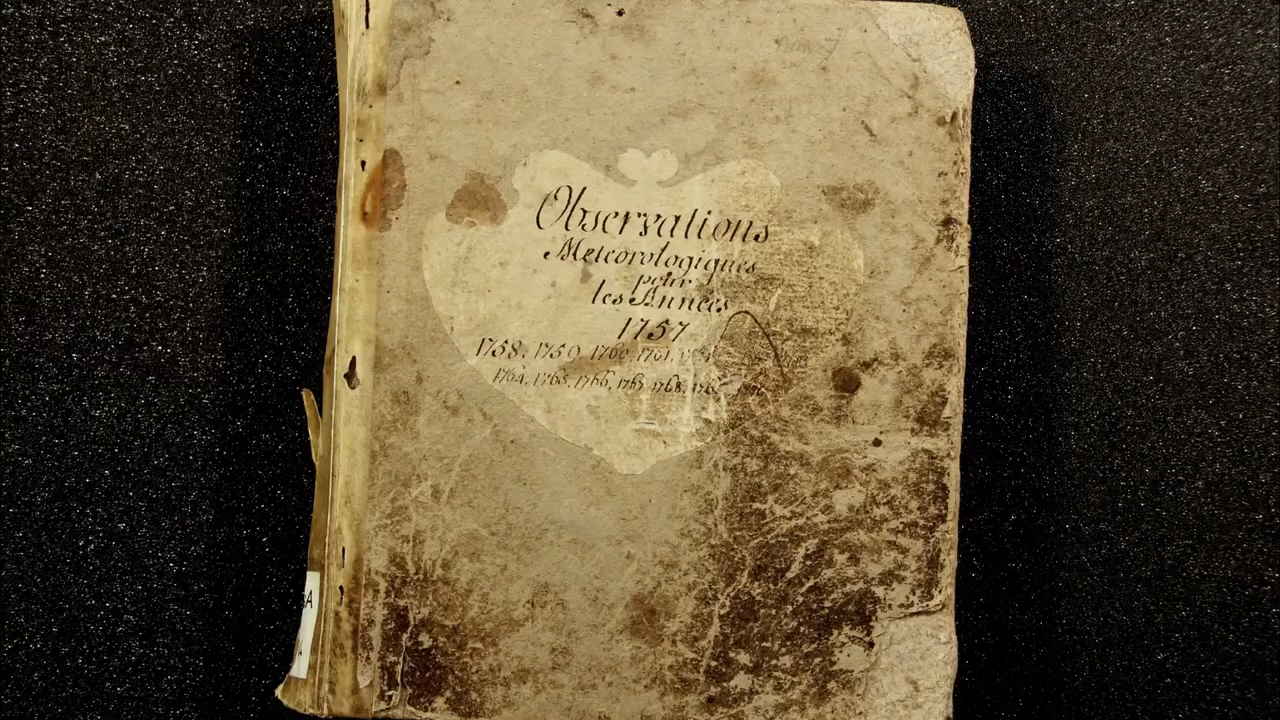 Observations
Meteorologiques
pour
les Années
1757
1758. 1759. 1760, 1761,
1764, 1765, 1766, 1767, 1768,